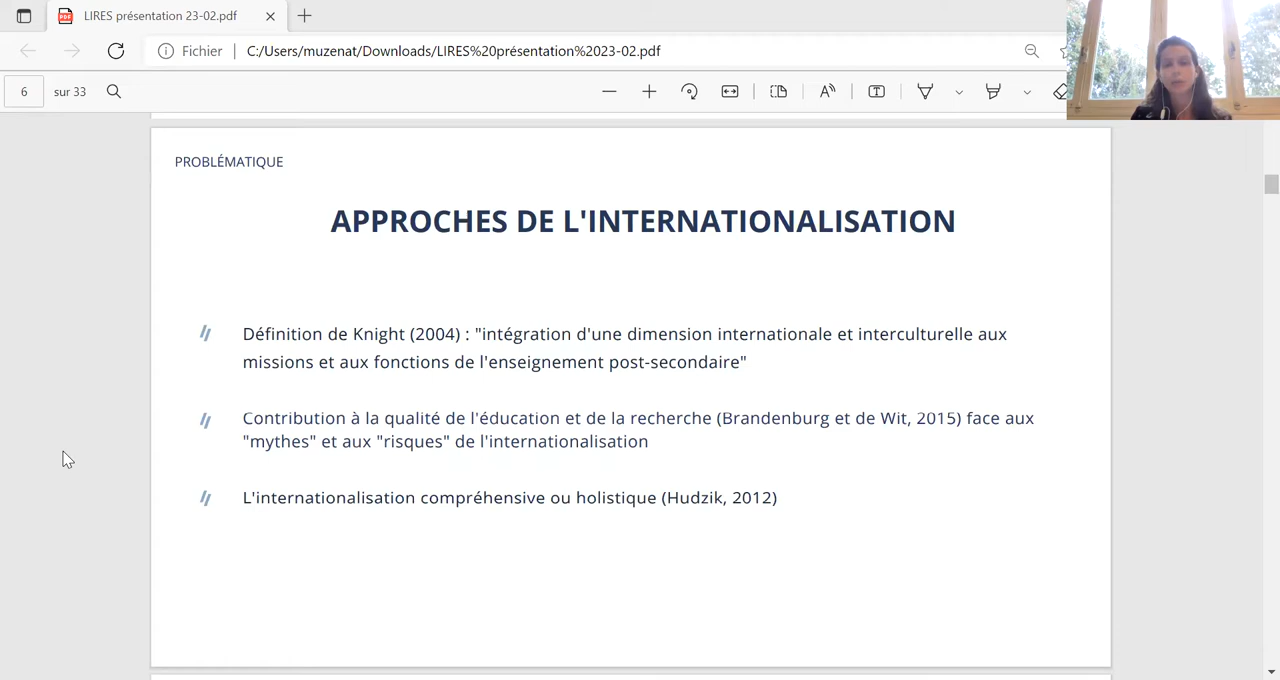 LIRES présentation 23-02.pdf
PDF
Fichier
C:/Users/muzenat/Downloads/LIRES%20présentation%2023-02.pdf
6
sur 33
PROBLÉMATIQUE
APPROCHES DE L'INTERNATIONALISATION
Définition de Knight (2004) : "intégration d'une dimension internationale et interculturelle aux
missions et aux fonctions de l'enseignement post-secondaire"
Contribution à la qualité de l'éducation et de la recherche (Brandenburg et de Wit, 2015) face aux
"mythes" et aux "risques" de l'internationalisation
L'internationalisation compréhensive ou holistique (Hudzik, 2012)